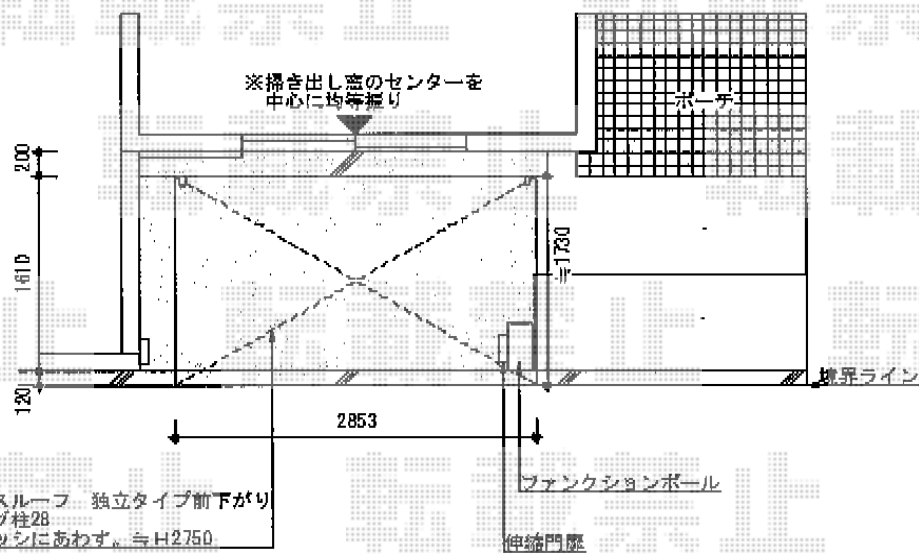 ※掃き出し窓のセンターを
中心に均等振り
ポーチ
200
1610
≒1730
120
境界ライン
2853
スルーフ 独立タイプ前下がり
柱28
にあわず。≒H2750
ファンクションポール
伸縮門扉